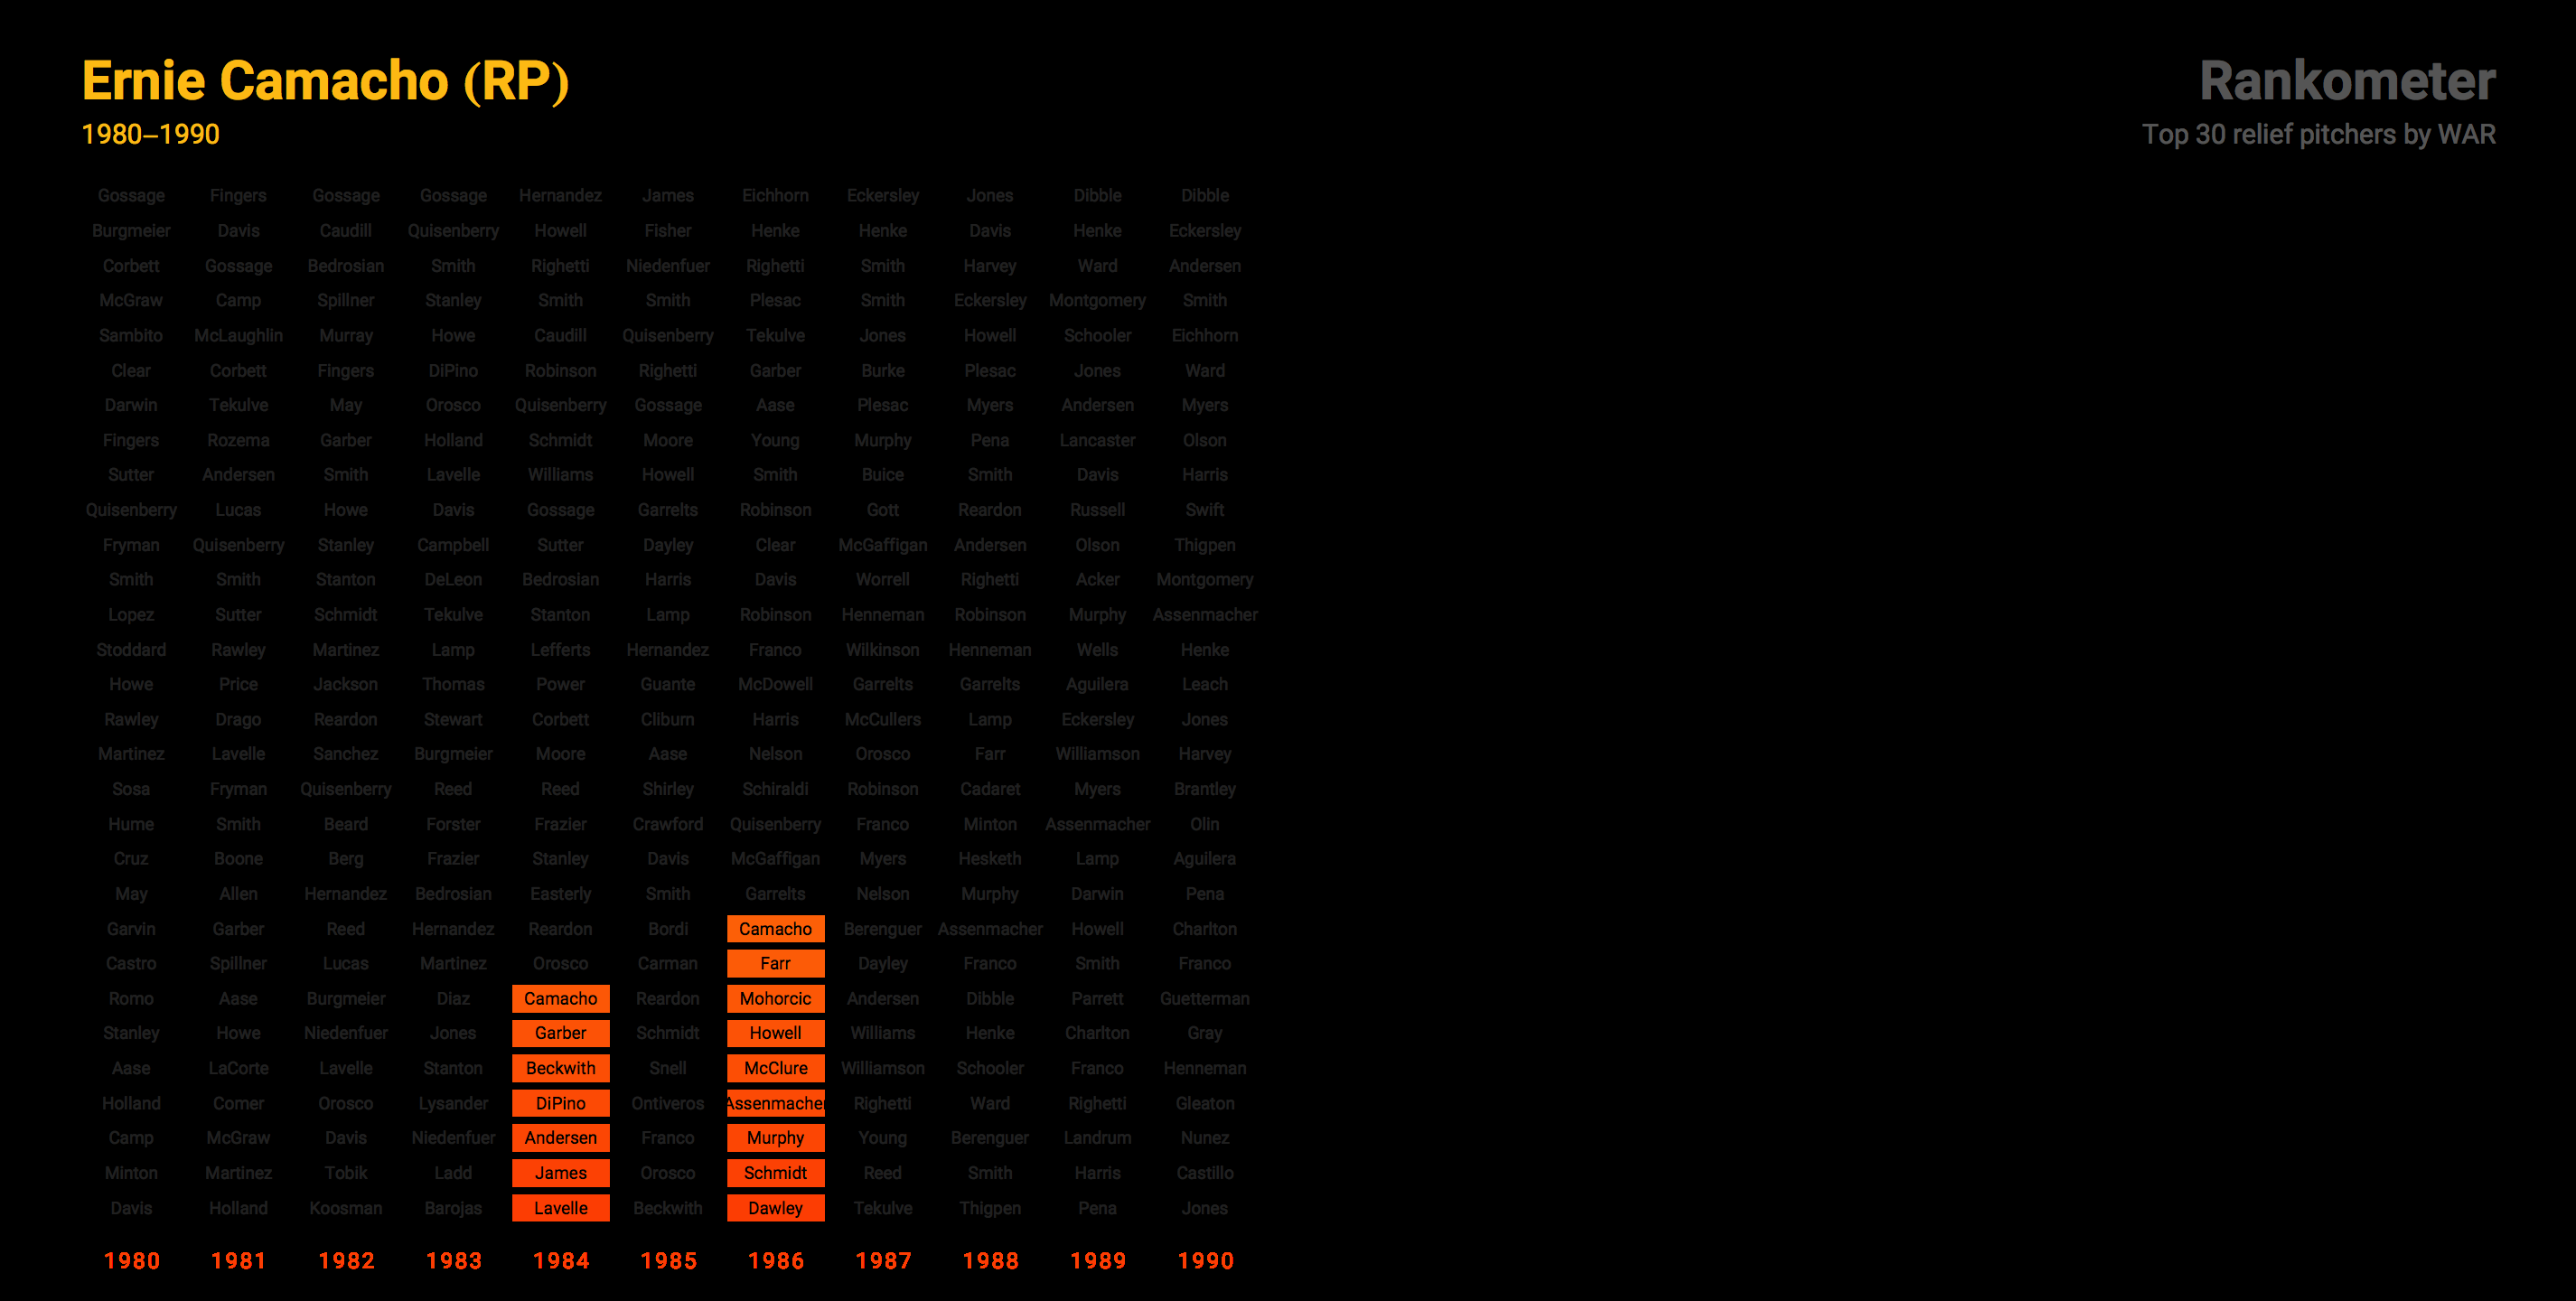 Ernie Camacho (RP)
1980–1990
Rankometer
Top 30 relief pitchers by WAR
Gossage Fingers Gossage Gossage Hernandez James Eichhorn Eckersley Jones Dibble Dibble
Burgmeier Davis Caudill Quisenberry Howell Fisher Henke Henke Davis Henke Eckersley
Corbett Gossage Bedrosian Smith Righetti Niedenfuer Righetti Smith Harvey Ward Andersen
McGraw Camp Spillner Stanley Smith Smith Plesac Smith Eckersley Montgomery Smith
Sambito McLaughlin Murray Howe Caudill Quisenberry Tekulve Jones Howell Schooler Eichhorn
Clear Corbett Fingers DiPino Robinson Righetti Garber Burke Plesac Jones Ward
Darwin Tekulve May Orosco Quisenberry Gossage Aase Plesac Myers Andersen Myers
Fingers Rozema Garber Holland Schmidt Moore Young Murphy Pena Lancaster Olson
Sutter Andersen Smith Lavelle Williams Howell Smith Buice Smith Davis Harris
Quisenberry Lucas Howe Davis Gossage Garrelts Robinson Gott Reardon Russell Swift
Fryman Quisenberry Stanley Campbell Sutter Dayley Clear McGaffigan Andersen Olson Thigpen
Smith Smith Stanton DeLeon Bedrosian Harris Davis Worrell Righetti Acker Montgomery
Lopez Sutter Schmidt Tekulve Stanton Lamp Robinson Henneman Robinson Murphy Assenmacher
Stoddard Rawley Martinez Lamp Lefferts Hernandez Franco Wilkinson Henneman Wells Henke
Howe Price Jackson Thomas Power Guante McDowell Garrelts Garrelts Aguilera Leach
Rawley Drago Reardon Stewart Corbett Cliburn Harris McCullers Lamp Eckersley Jones
Martinez Lavelle Sanchez Burgmeier Moore Aase Nelson Orosco Farr Williamson Harvey
Sosa Fryman Quisenberry Reed Reed Shirley Schiraldi Robinson Cadaret Myers Brantley
Hume Smith Beard Forster Frazier Crawford Quisenberry Franco Minton Assenmacher Olin
Cruz Boone Berg Frazier Stanley Davis McGaffigan Myers Hesketh Lamp Aguilera
May Allen Hernandez Bedrosian Easterly Smith Garrelts Nelson Murphy Darwin Pena
Garvin Garber Reed Hernandez Reardon Bordi Camacho Berenguer Assenmacher Howell Charlton
Castro Spillner Lucas Martinez Orosco Carman Farr Dayley Franco Smith Franco
Romo Aase Burgmeier Diaz Camacho Reardon Mohorcic Andersen Dibble Parrett Guetterman
Stanley Howe Niedenfuer Jones Garber Schmidt Howell Williams Henke Charlton Gray
Aase LaCorte Lavelle Stanton Beckwith Snell McClure Williamson Schooler Franco Henneman
Holland Comer Orosco Lysander DiPino Ontiveros Assenmacher Righetti Ward Righetti Gleaton
Camp McGraw Davis Niedenfuer Andersen Franco Murphy Young Berenguer Landrum Nunez
Minton Martinez Tobik Ladd James Orosco Schmidt Reed Smith Harris Castillo
Davis Holland Koosman Barojas Lavelle Beckwith Dawley Tekulve Thigpen Pena Jones
1980 1981 1982 1983 1984 1985 1986 1987 1988 1989 1990